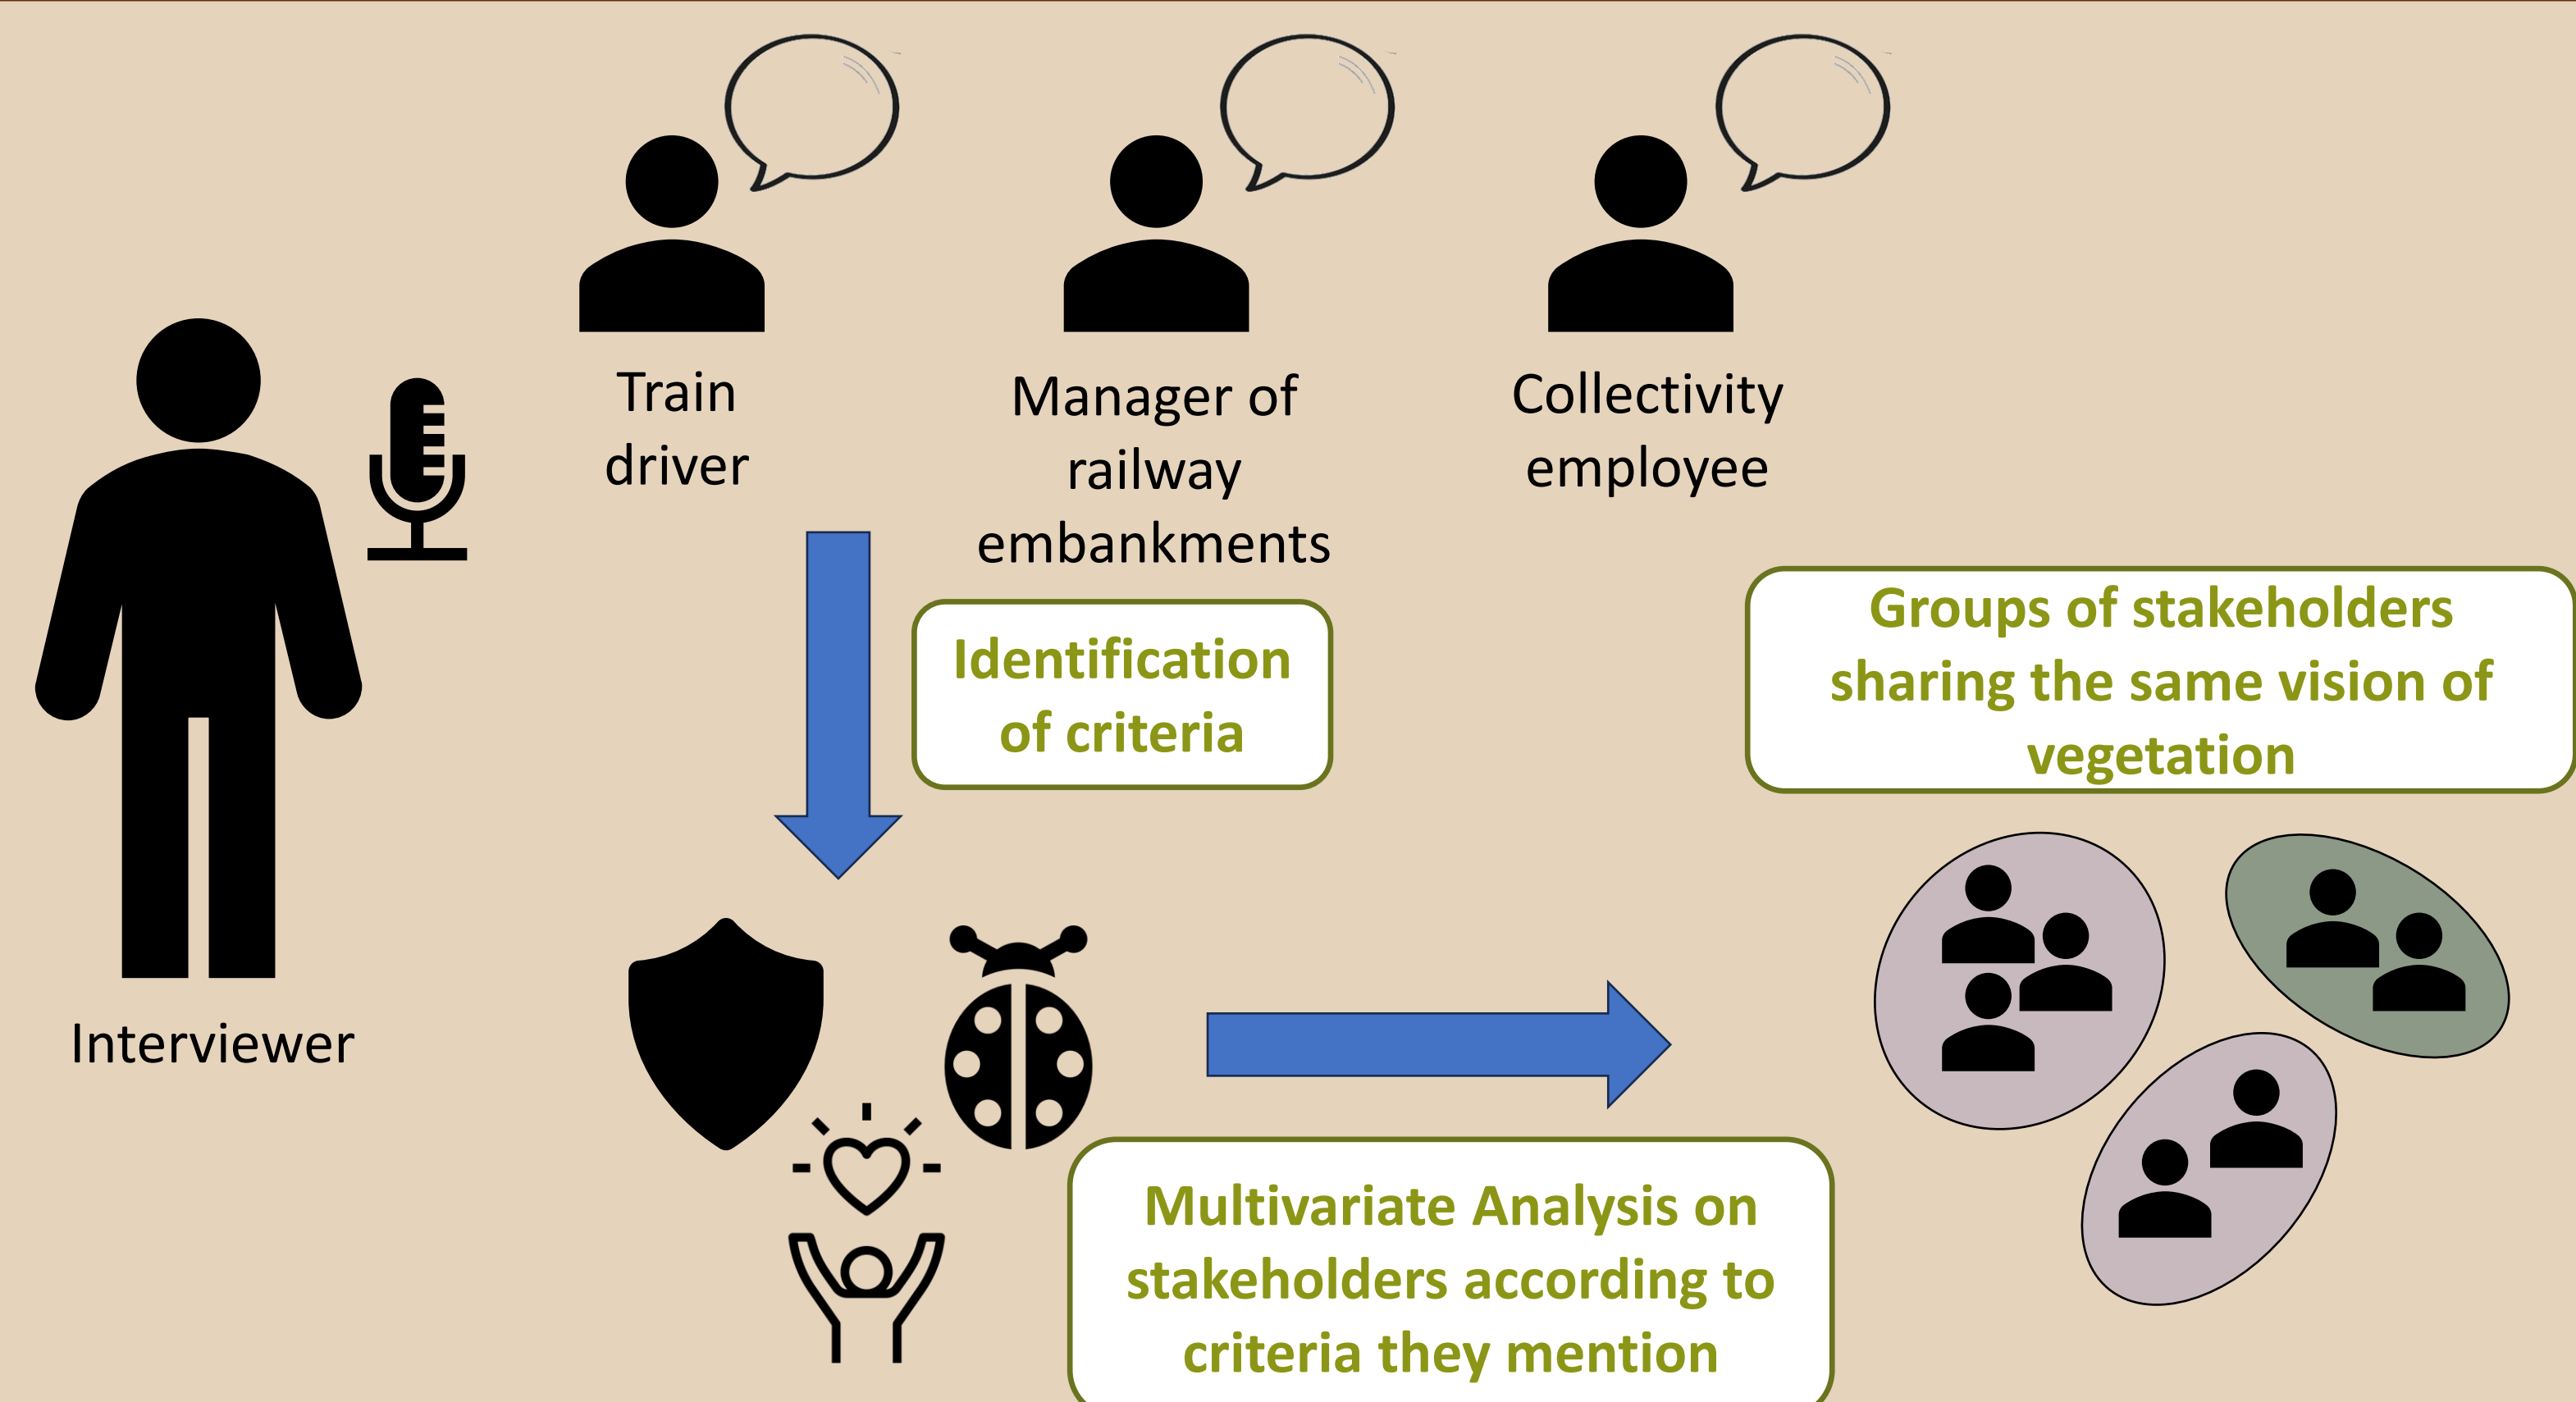 Train
driver
Manager of
railway
embankments
Collectivity
employee
Interviewer
Identification
of criteria
Groups of stakeholders
sharing the same vision of
vegetation
Multivariate Analysis on
stakeholders according to
criteria they mention